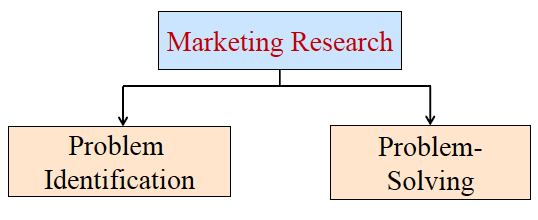 Marketing Research
Problem
Identification
Problem-
Solving